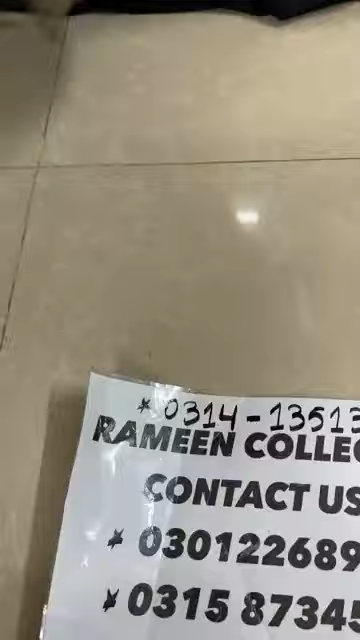 * 0314-13513
RAMEEN COLLEC
CONTACT US
* 030122689
* 0315 87345